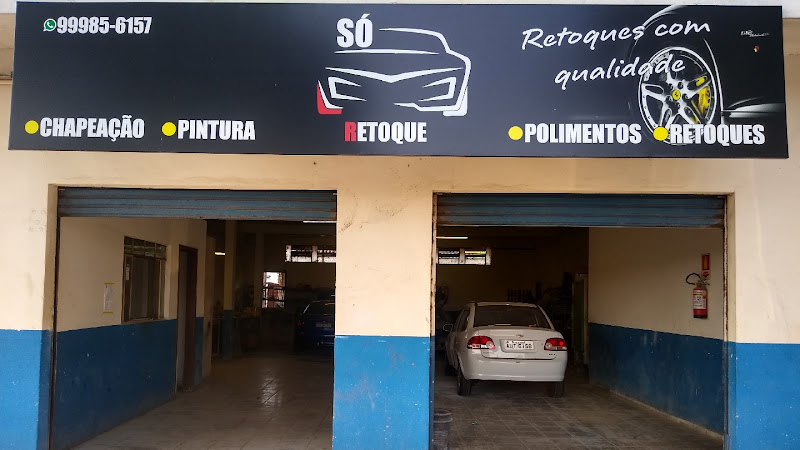 99985-6157
SÓ
RETOQUE
Retoques com
qualidade
CHAPEAÇÃO
PINTURA
POLIMENTOS
RETOQUES